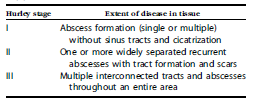 Hurley stage Extent of disease in tissue
I Abscess formation (single or multiple)
without sinus tracts and cicatrization
II One or more widely separated recurrent
abscesses with tract formation and scars
III Multiple interconnected tracts and abscesses
throughout an entire area